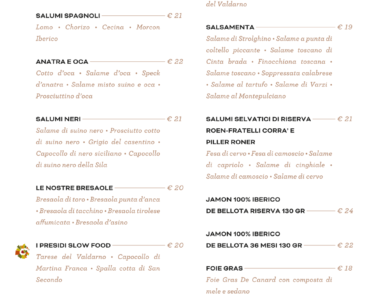 SALUMI SPAGNOLI € 21
Lomo • Chorizo • Cecina • Morcon
Iberico
ANATRA E OCA € 22
Cotto d'oca • Salame d'oca • Speck
d'anatra • Salame misto suino e oca •
Prosciuttino d'oca
SALUMI NERI € 21
Salame di suino nero • Prosciutto cotto
di suino nero • Grigio del casentino •
Capocollo di nero siciliano • Capocollo
di suino nero della Sila
LE NOSTRE BRESAOLE € 20
Bresaola di toro • Bresaola punta d'anca
• Bresaola di tacchino • Bresaola tirolese
affumicata • Bresaola d'asino
I PRESIDI SLOW FOOD € 20
Tarese del Valdarno • Capocollo di
Martina Franca • Spalla cotta di San
Secondo
del Valdarno
SALSAMENTA € 19
Salame di Strolghino • Salame a punta di
coltello piccante • Salame toscano di
Cinta brada • Finocchiona toscana •
Salame toscano • Soppressata calabrese
• Salame al tartufo • Salame di Varzi •
Salame al Montepulciano
SALUMI SELVATICI DI RISERVA € 21
ROEN-FRATELLI CORRA' E
PILLER RONER
Fesa di cervo • Fesa di camoscio • Salame
di capriolo • Salame di cinghiale •
Salame di camoscio • Salame di cervo
JAMON 100% IBERICO
DE BELLOTA RISERVA 130 GR € 24
JAMON 100% IBERICO
DE BELLOTA 36 MESI 130 GR € 22
FOIE GRAS € 18
Foie Gras De Canard con composta di
mele e sedano